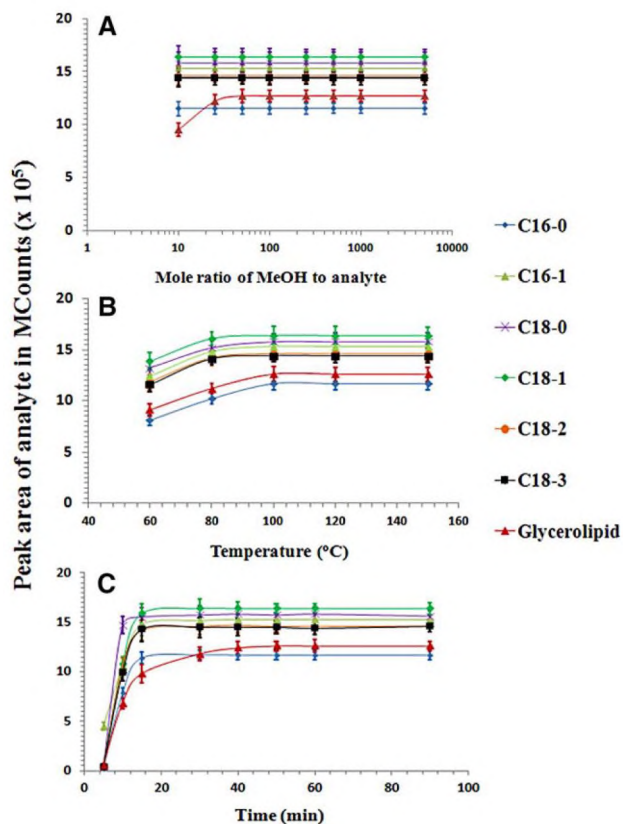 Peak area of analyte in MCounts (x 10⁵)
A
20
15
10
5
0
1 10 100 1000 10000
Mole ratio of MeOH to analyte
B
20
15
10
5
0
40 60 80 100 120 140 160
Temperature (°C)
C
20
15
10
5
0
0 20 40 60 80 100
Time (min)
C16-0
C16-1
C18-0
C18-1
C18-2
C18-3
Glycerolipid